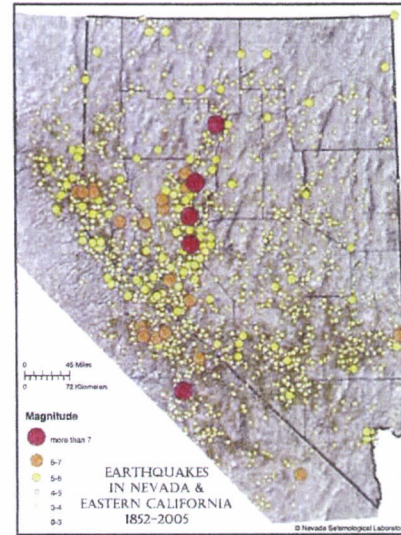 0 45 Miles
0 72 Kilometers
Magnitude
more than 7
6-7
5-6
4-5
3-4
0-3
EARTHQUAKES
IN NEVADA &
EASTERN CALIFORNIA
1852-2005
© Nevada Seismological Laboratory